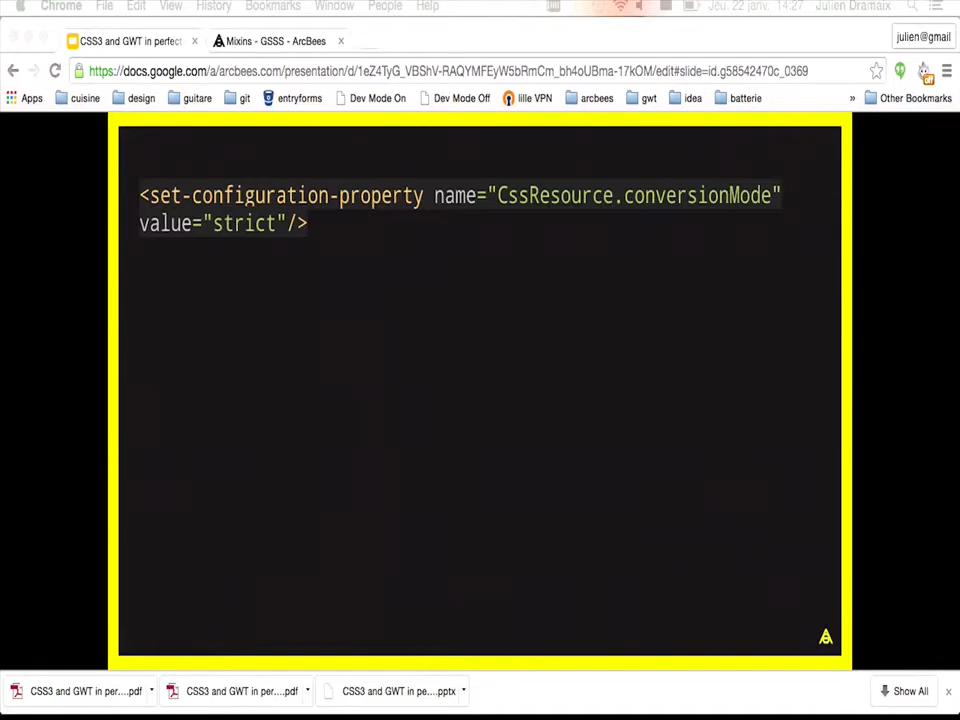 Chrome File Edit View History Bookmarks Window People Help Jeu. 22 janv. 14:27 Julien Dramaix
CSS3 and GWT in perfect Mixins - GSSS - ArcBees julien@gmail
https://docs.google.com/a/arcbees.com/presentation/d/1eZ4TyG_VBShV-RAQYMFEyW5bRmCm_bh4oUBma-17kOM/edit#slide=id.g58542470c_0369
Apps cuisine design guitare git entryforms Dev Mode On Dev Mode Off lille VPN arcbees gwt idea batterie » Other Bookmarks
<set-configuration-property name="CssResource.conversionMode"
value="strict"/>
CSS3 and GWT in per....pdf CSS3 and GWT in per....pdf CSS3 and GWT in pe....pptx Show All